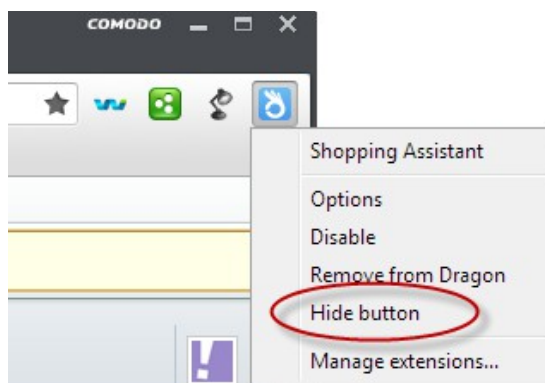 COMODO
Shopping Assistant
Options
Disable
Remove from Dragon
Hide button
Manage extensions...